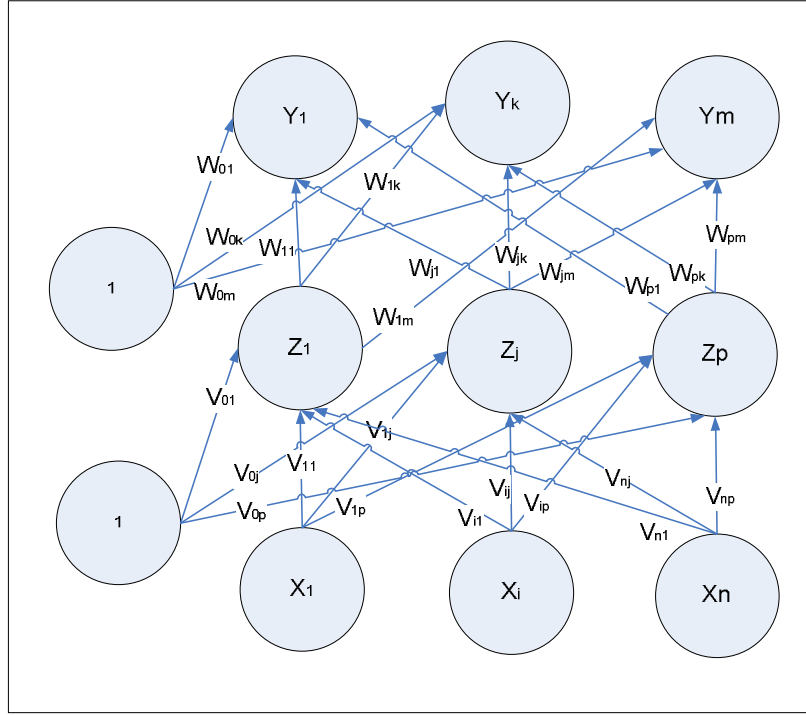 Y1 Yk Ym
W01 W1k
W0k W11 Wj1 Wjk Wjm Wpk Wpm
1 W0m W1m Wp1
Z1 Zj Zp
V01 V1j
V0j V11 Vij Vnj
V0p V1p Vi1 Vip Vn1 Vnp
1 X1 Xi Xn